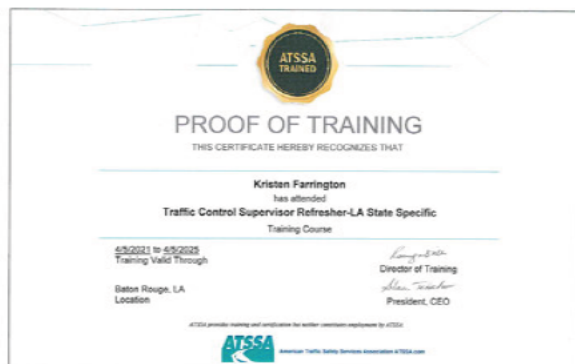 ATSSA
TRAINED
PROOF OF TRAINING
THIS CERTIFICATE HEREBY RECOGNIZES THAT
Kristen Farrington
has attended
Traffic Control Supervisor Refresher-LA State Specific
Training Course
4/5/2021 to 4/5/2025
Training Valid Through
Director of Training
Baton Rouge, LA
Location
President, CEO
ATSSA provides training and certification but neither constitutes employment by ATSSA
ATSSA
American Traffic Safety Services Association ATSSA.com